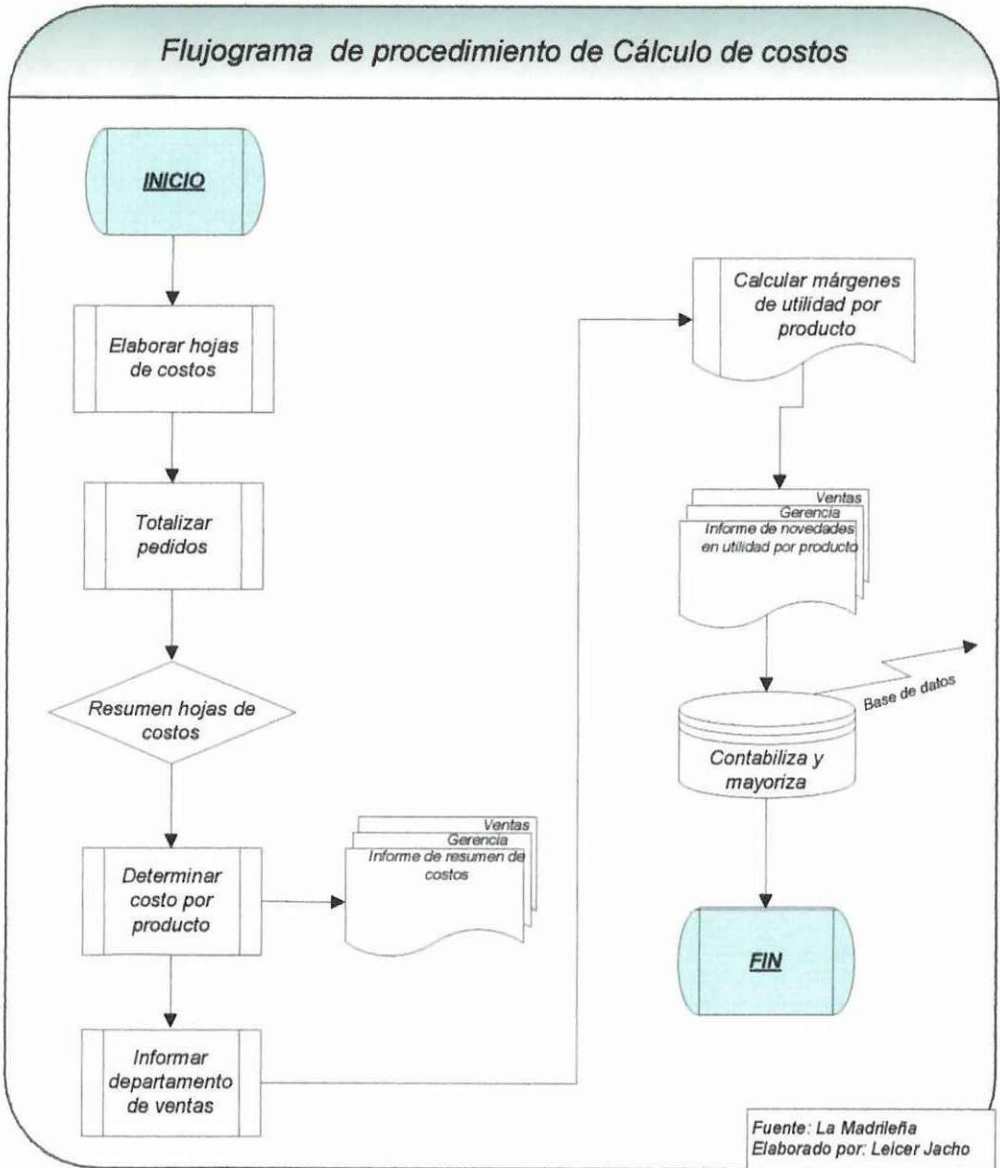 Flujograma de procedimiento de Cálculo de costos
INICIO
Elaborar hojas
de costos
Totalizar
pedidos
Resumen hojas de
costos
Determinar
costo por
producto
Ventas
Gerencia
Informe de resumen de
costos
Informar
departamento
de ventas
Calcular márgenes
de utilidad por
producto
Ventas
Gerencia
Informe de novedades
en utilidad por producto
Base de datos
Contabiliza y
mayoriza
FIN
Fuente: La Madrileña
Elaborado por: Leicer Jacho